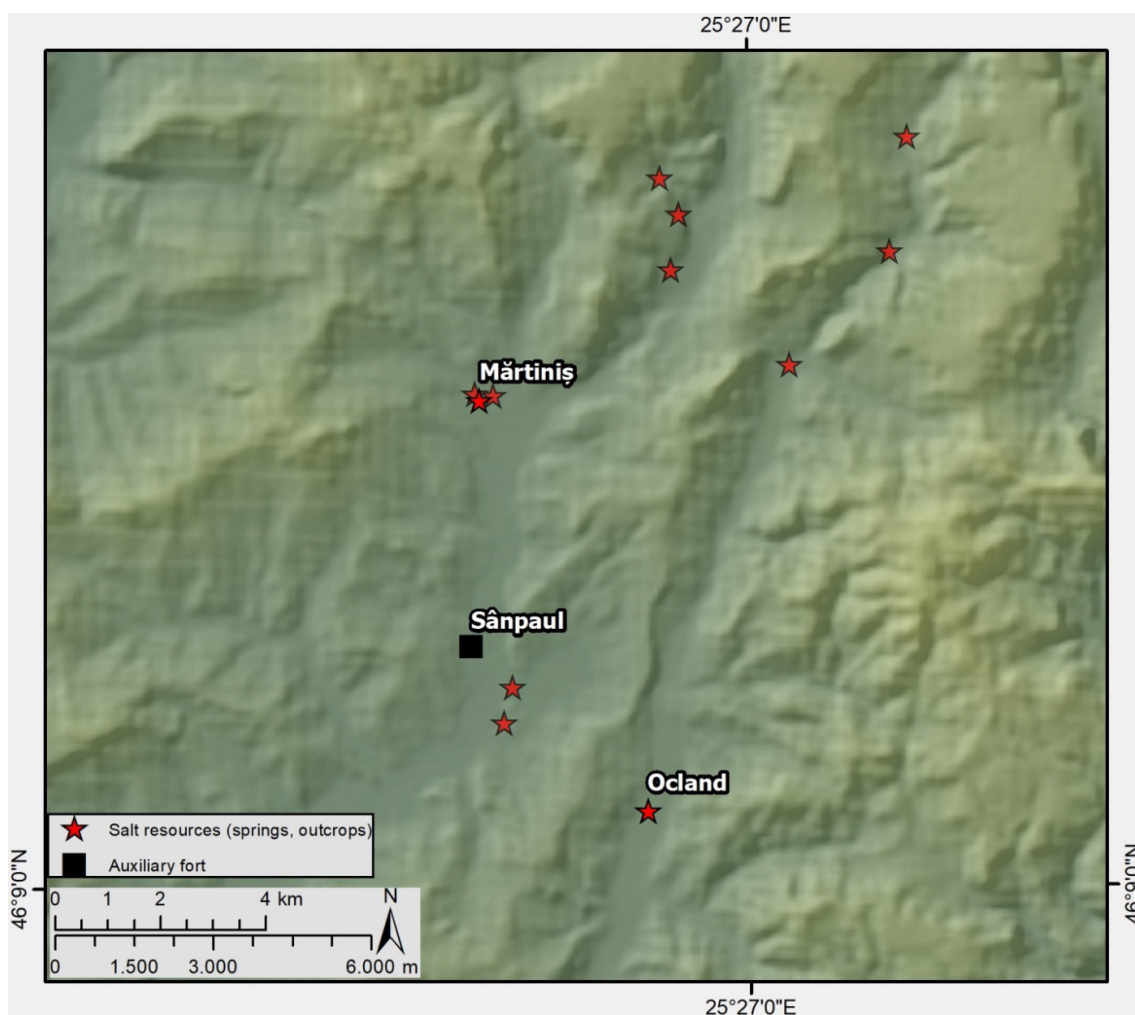 25°27'0"E
Mărtiniș
Sânpaul
Ocland
Salt resources (springs, outcrops)
Auxiliary fort
46°9'0"N
46°9'0"N
0 1 2 4 km
N
0 1.500 3.000 6.000 m
25°27'0"E